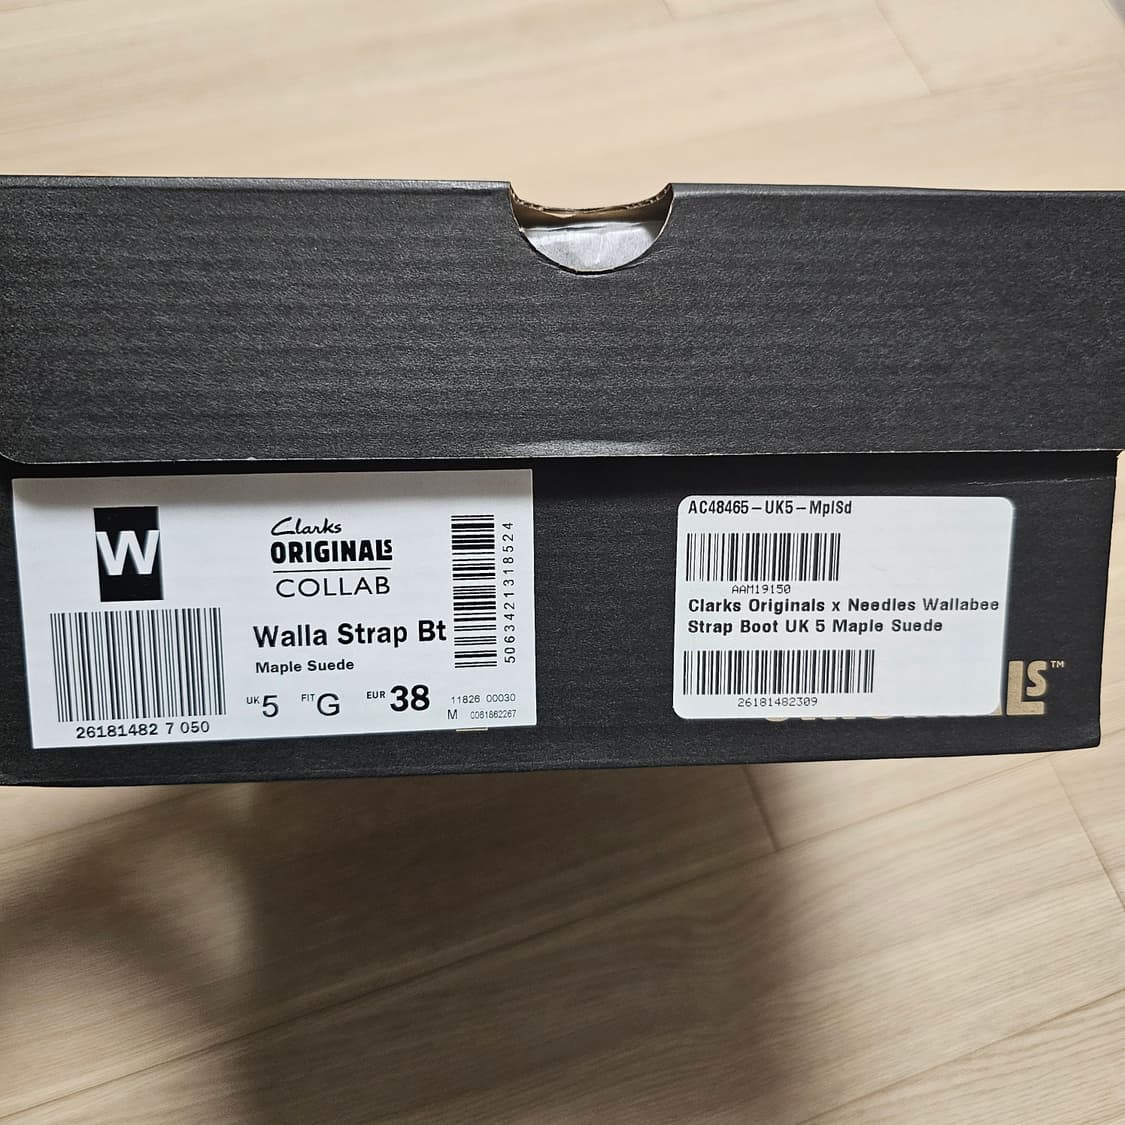 W
Clarks
ORIGINALS
COLLAB
Walla Strap Bt
Maple Suede
UK 5 FIT G EUR 38
11826 00030
M 0081862267
26181482 7 050
5063421318524
AC48465-UK5-MplSd
AAM19150
Clarks Originals x Needles Wallabee
Strap Boot UK 5 Maple Suede
26181482309
LS™